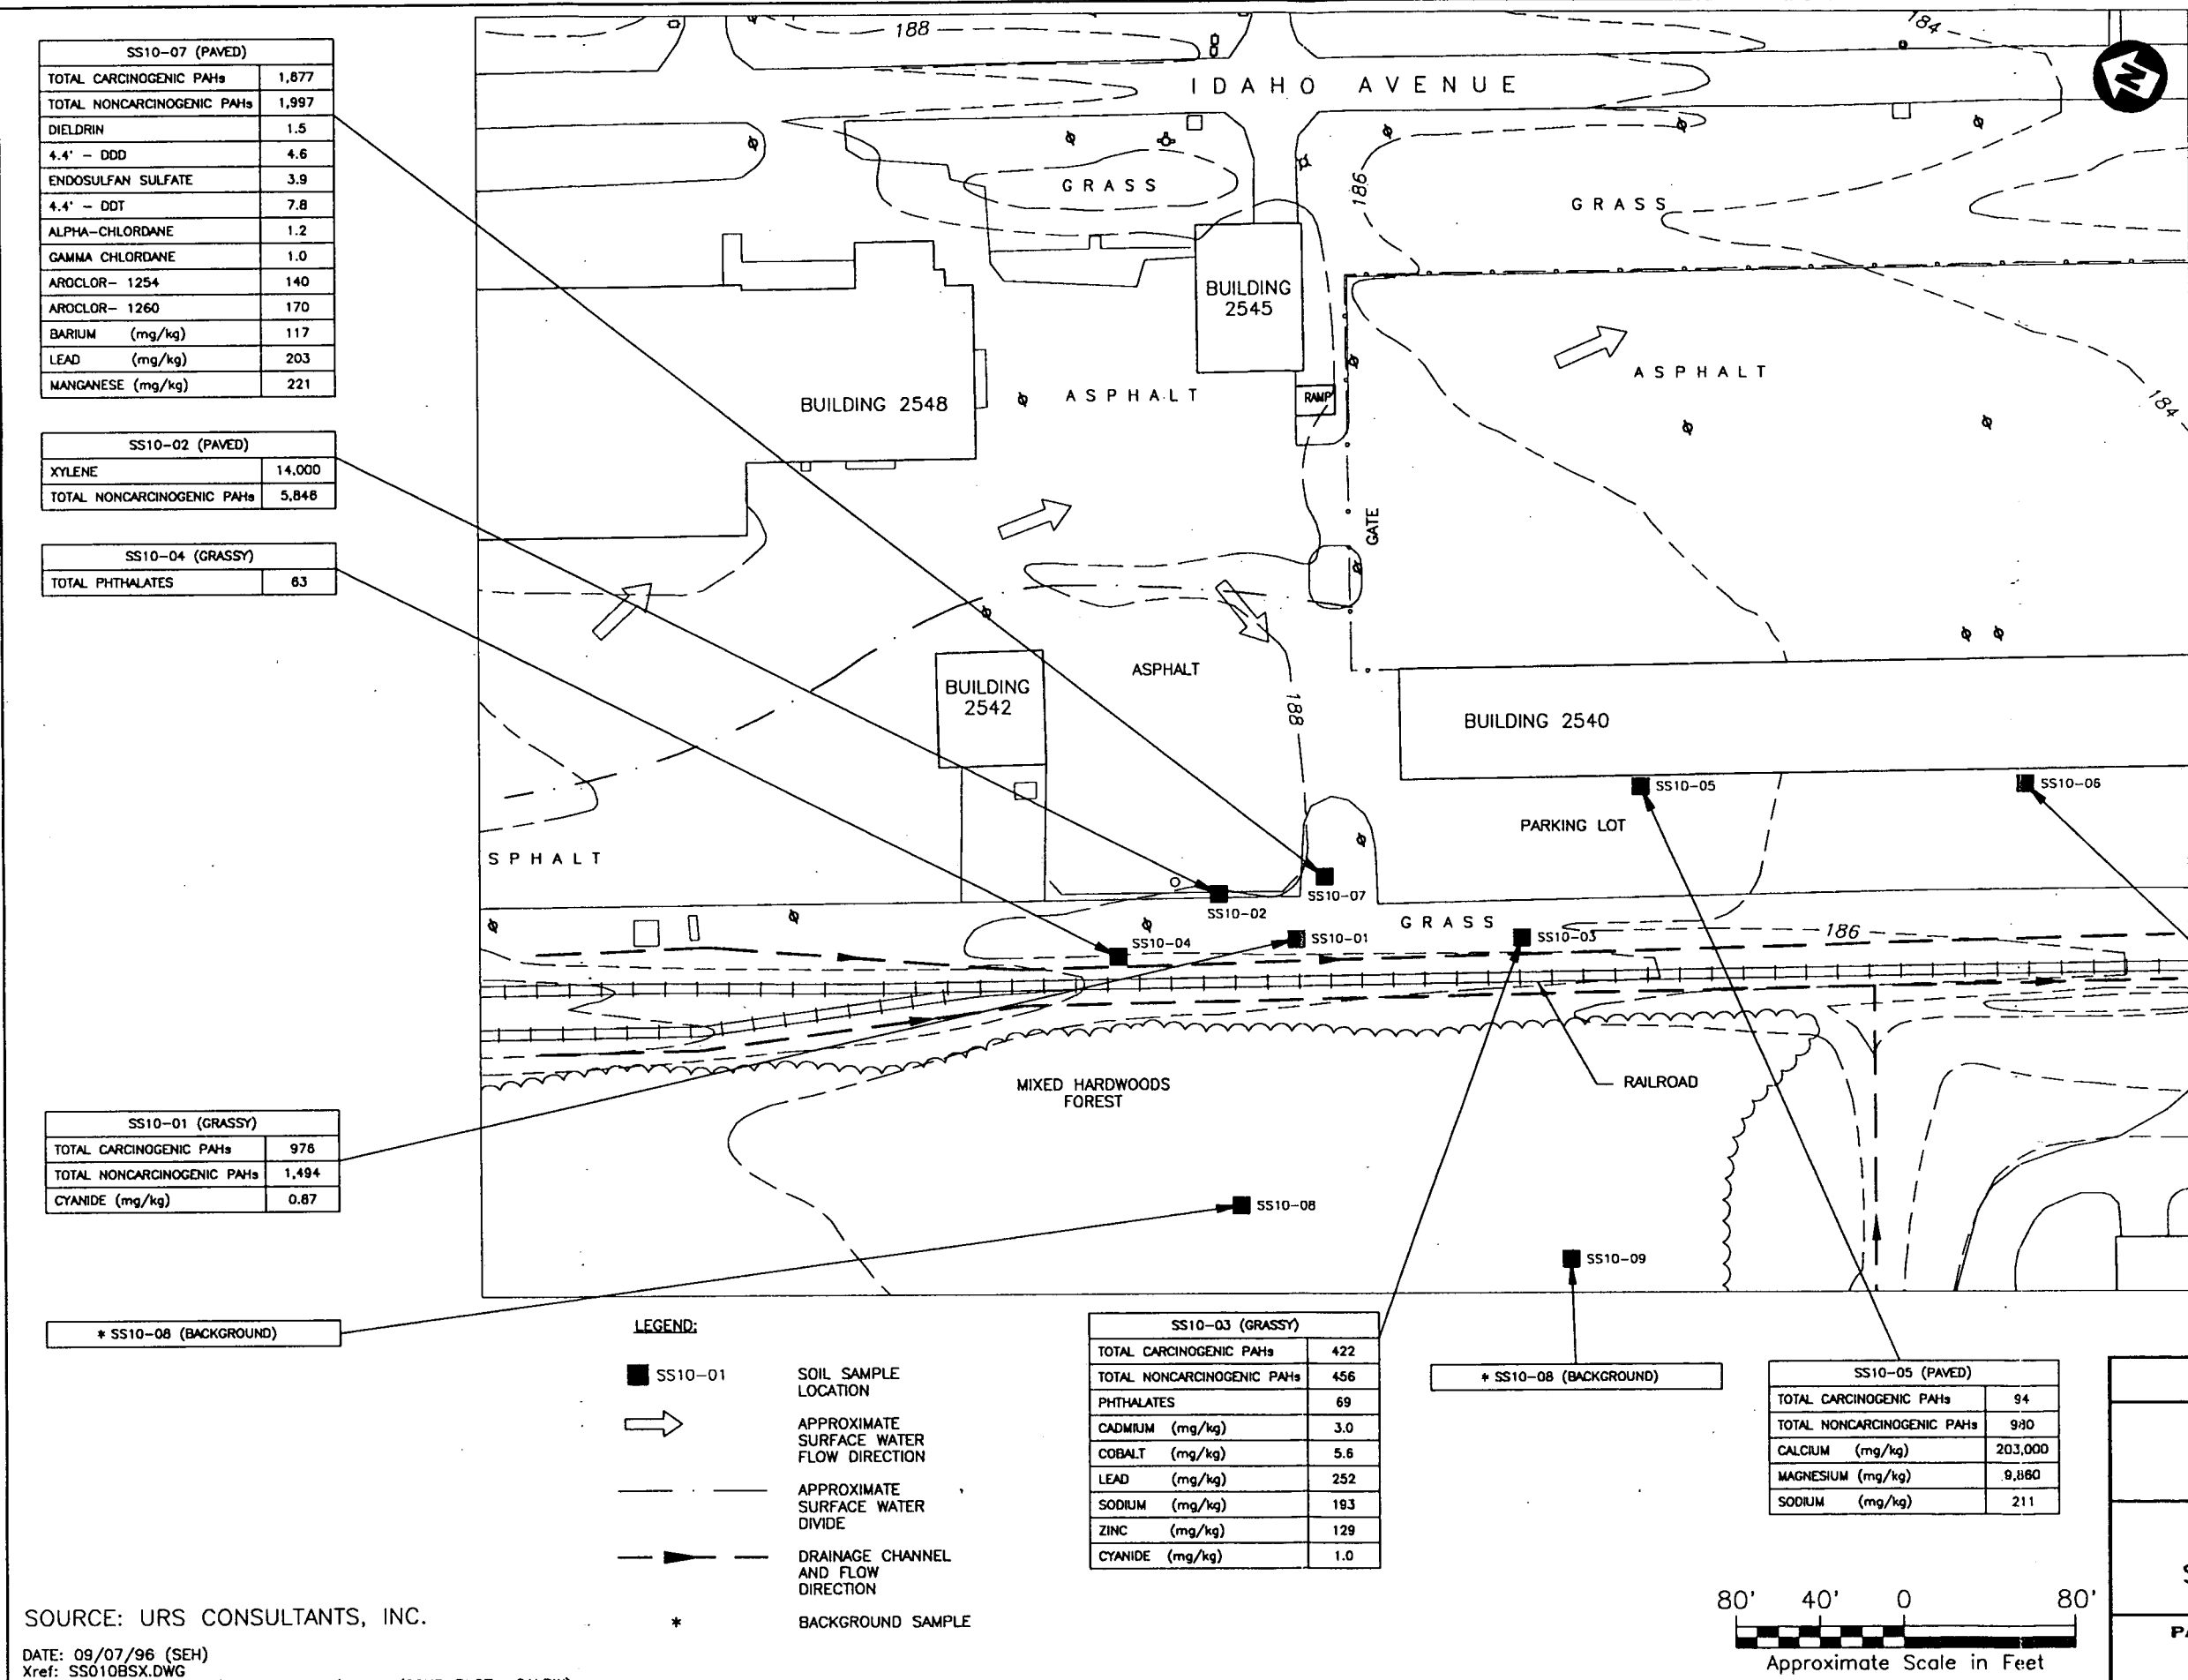 SS10-07 (PAVED)
TOTAL CARCINOGENIC PAHs 1,877
TOTAL NONCARCINOGENIC PAHs 1,997
DIELDRIN 1.5
4.4' - DDD 4.6
ENDOSULFAN SULFATE 3.9
4.4' - DDT 7.8
ALPHA-CHLORDANE 1.2
GAMMA CHLORDANE 1.0
AROCLOR- 1254 140
AROCLOR- 1260 170
BARIUM (mg/kg) 117
LEAD (mg/kg) 203
MANGANESE (mg/kg) 221
SS10-02 (PAVED)
XYLENE 14,000
TOTAL NONCARCINOGENIC PAHs 5,846
SS10-04 (GRASSY)
TOTAL PHTHALATES 63
SS10-01 (GRASSY)
TOTAL CARCINOGENIC PAHs 976
TOTAL NONCARCINOGENIC PAHs 1,494
CYANIDE (mg/kg) 0.87
* SS10-08 (BACKGROUND)
188
184
N
IDAHO AVENUE
GRASS
186
GRASS
BUILDING
2545
ASPHALT
184
BUILDING 2548
ASPHALT
RAMP
GATE
ASPHALT
BUILDING
2542
188
BUILDING 2540
SS10-05
SS10-06
PARKING LOT
SPHALT
SS10-07
SS10-02
GRASS
SS10-04
SS10-01
SS10-03
186
MIXED HARDWOODS
FOREST
RAILROAD
SS10-08
SS10-09
LEGEND:
SS10-01
SOIL SAMPLE
LOCATION
APPROXIMATE
SURFACE WATER
FLOW DIRECTION
APPROXIMATE
SURFACE WATER
DIVIDE
DRAINAGE CHANNEL
AND FLOW
DIRECTION
* BACKGROUND SAMPLE
SS10-03 (GRASSY)
TOTAL CARCINOGENIC PAHs 422
TOTAL NONCARCINOGENIC PAHs 456
PHTHALATES 69
CADMIUM (mg/kg) 3.0
COBALT (mg/kg) 5.6
LEAD (mg/kg) 252
SODIUM (mg/kg) 193
ZINC (mg/kg) 129
CYANIDE (mg/kg) 1.0
* SS10-08 (BACKGROUND)
SS10-05 (PAVED)
TOTAL CARCINOGENIC PAHs 94
TOTAL NONCARCINOGENIC PAHs 980
CALCIUM (mg/kg) 203,000
MAGNESIUM (mg/kg) 9,860
SODIUM (mg/kg) 211
80' 40' 0 80'
Approximate Scale in Feet
SOURCE: URS CONSULTANTS, INC.
DATE: 09/07/96 (SEH)
Xref: SS010BSX.DWG